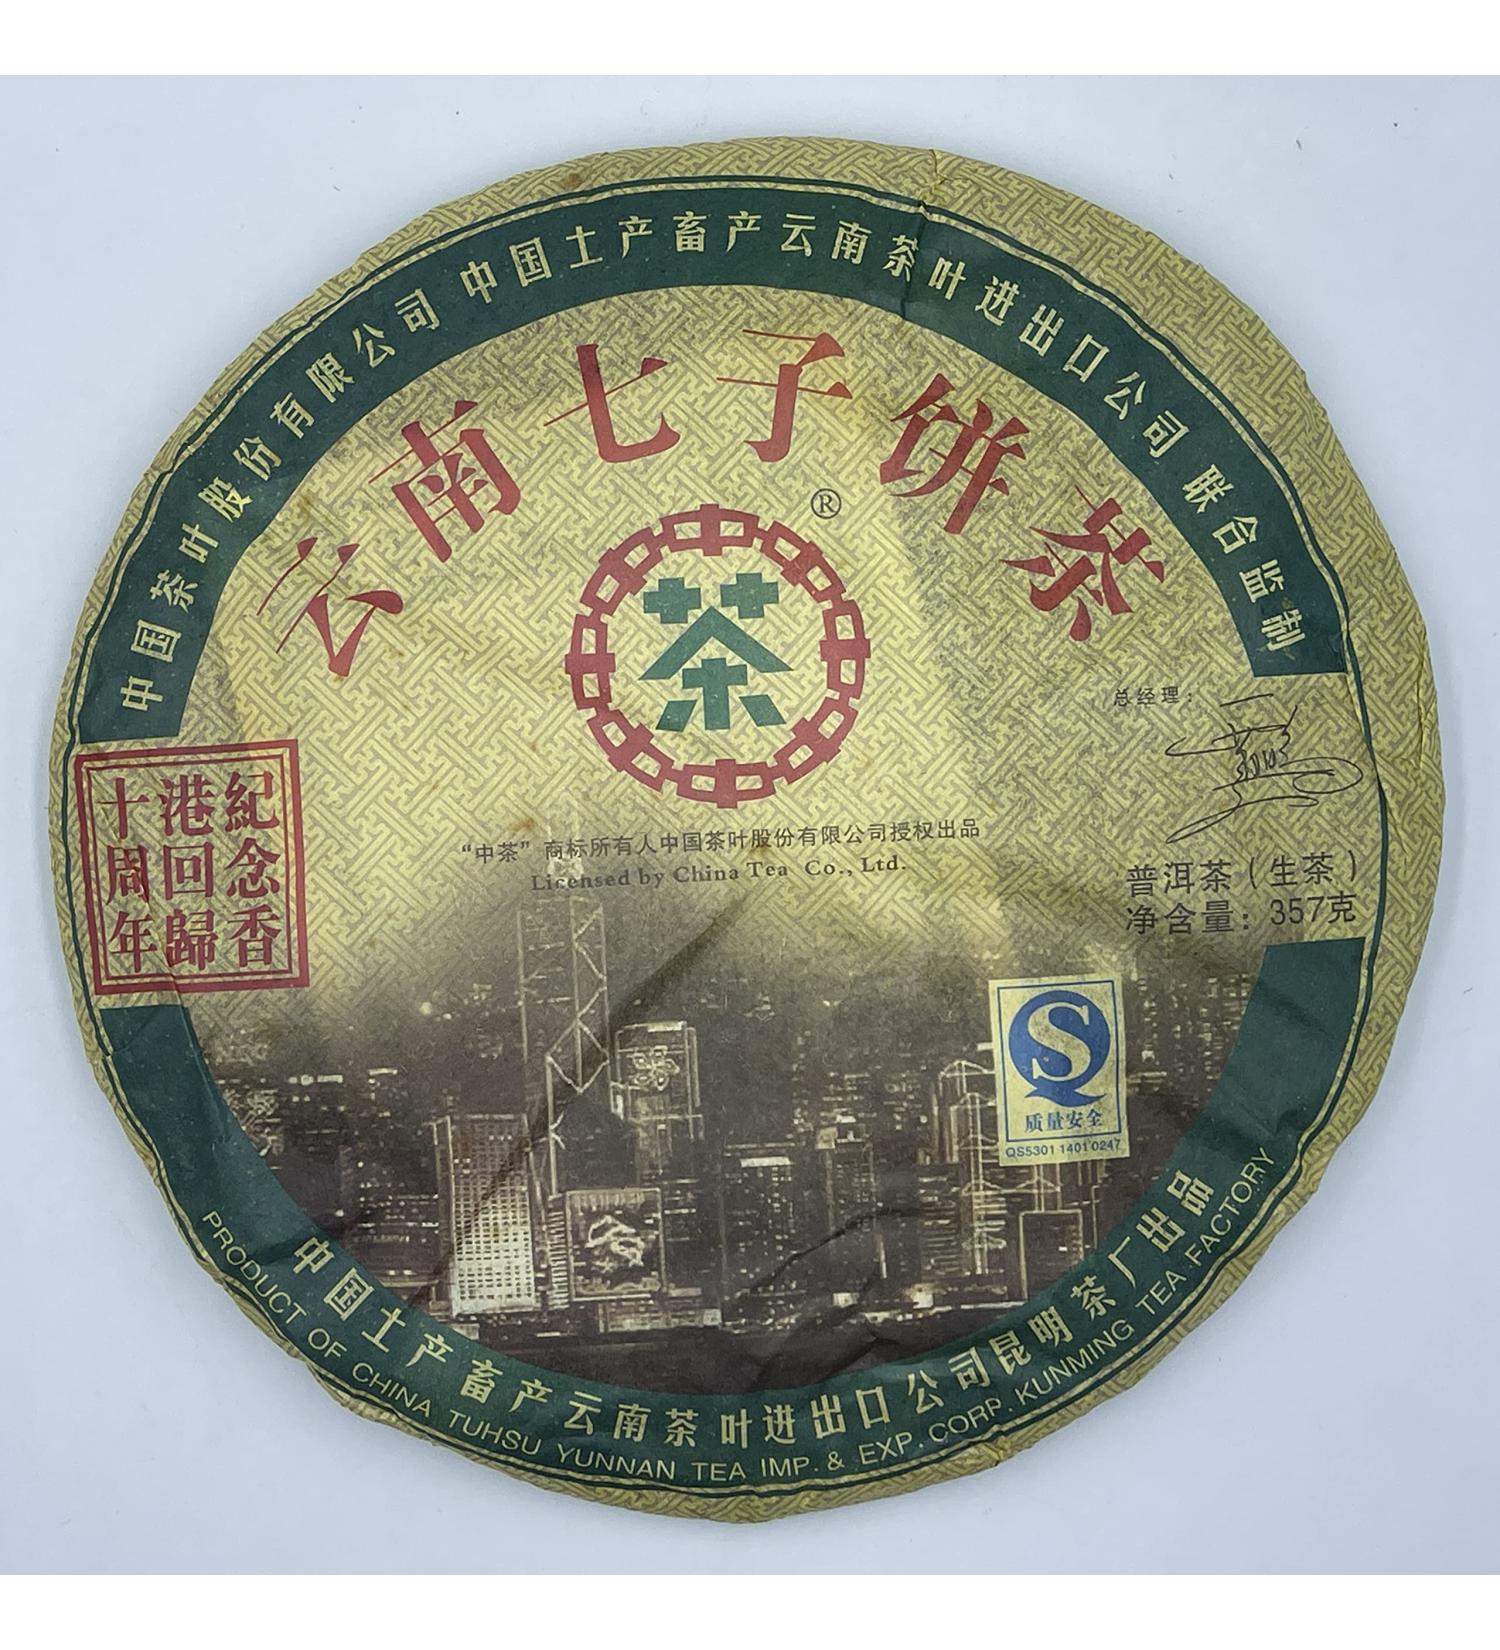 中国茶叶股份有限公司 中国土产畜产云南茶叶进出口公司 联合监制
云南七子饼茶
®
茶
总经理：
紀念香
港回歸
十周年
“中茶”商标所有人中国茶叶股份有限公司授权出品
Licensed by China Tea Co., Ltd.
普洱茶（生茶）
净含量：357克
质量安全
QS5301 1401 0247
中国土产畜产云南茶叶进出口公司昆明茶厂出品
PRODUCT OF CHINA TUHSU YUNNAN TEA IMP. & EXP. CORP. KUNMING TEA FACTORY